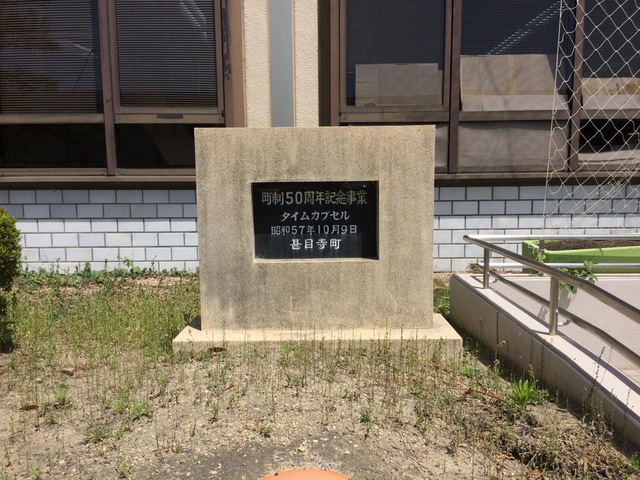 町制50周年記念事業
タイムカプセル
昭和57年10月9日
甚目寺町